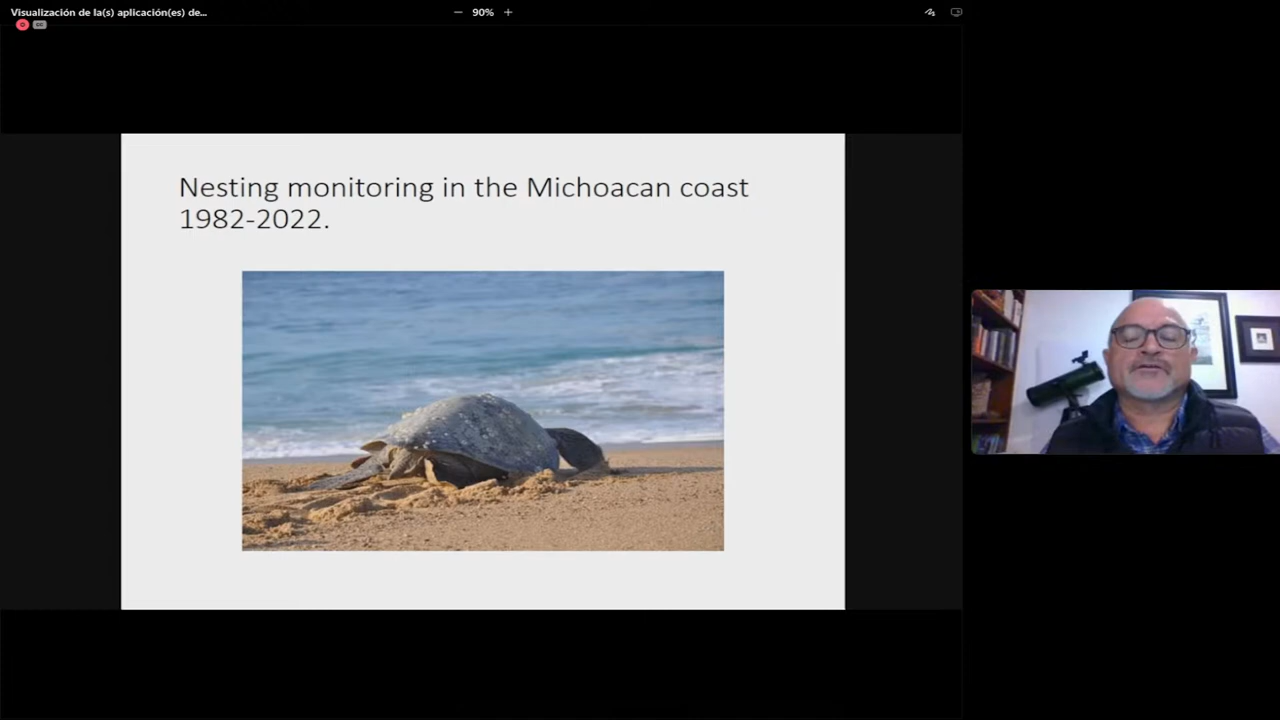 Visualización de la(s) aplicación(es) de...
90%
Nesting monitoring in the Michoacan coast
1982-2022.